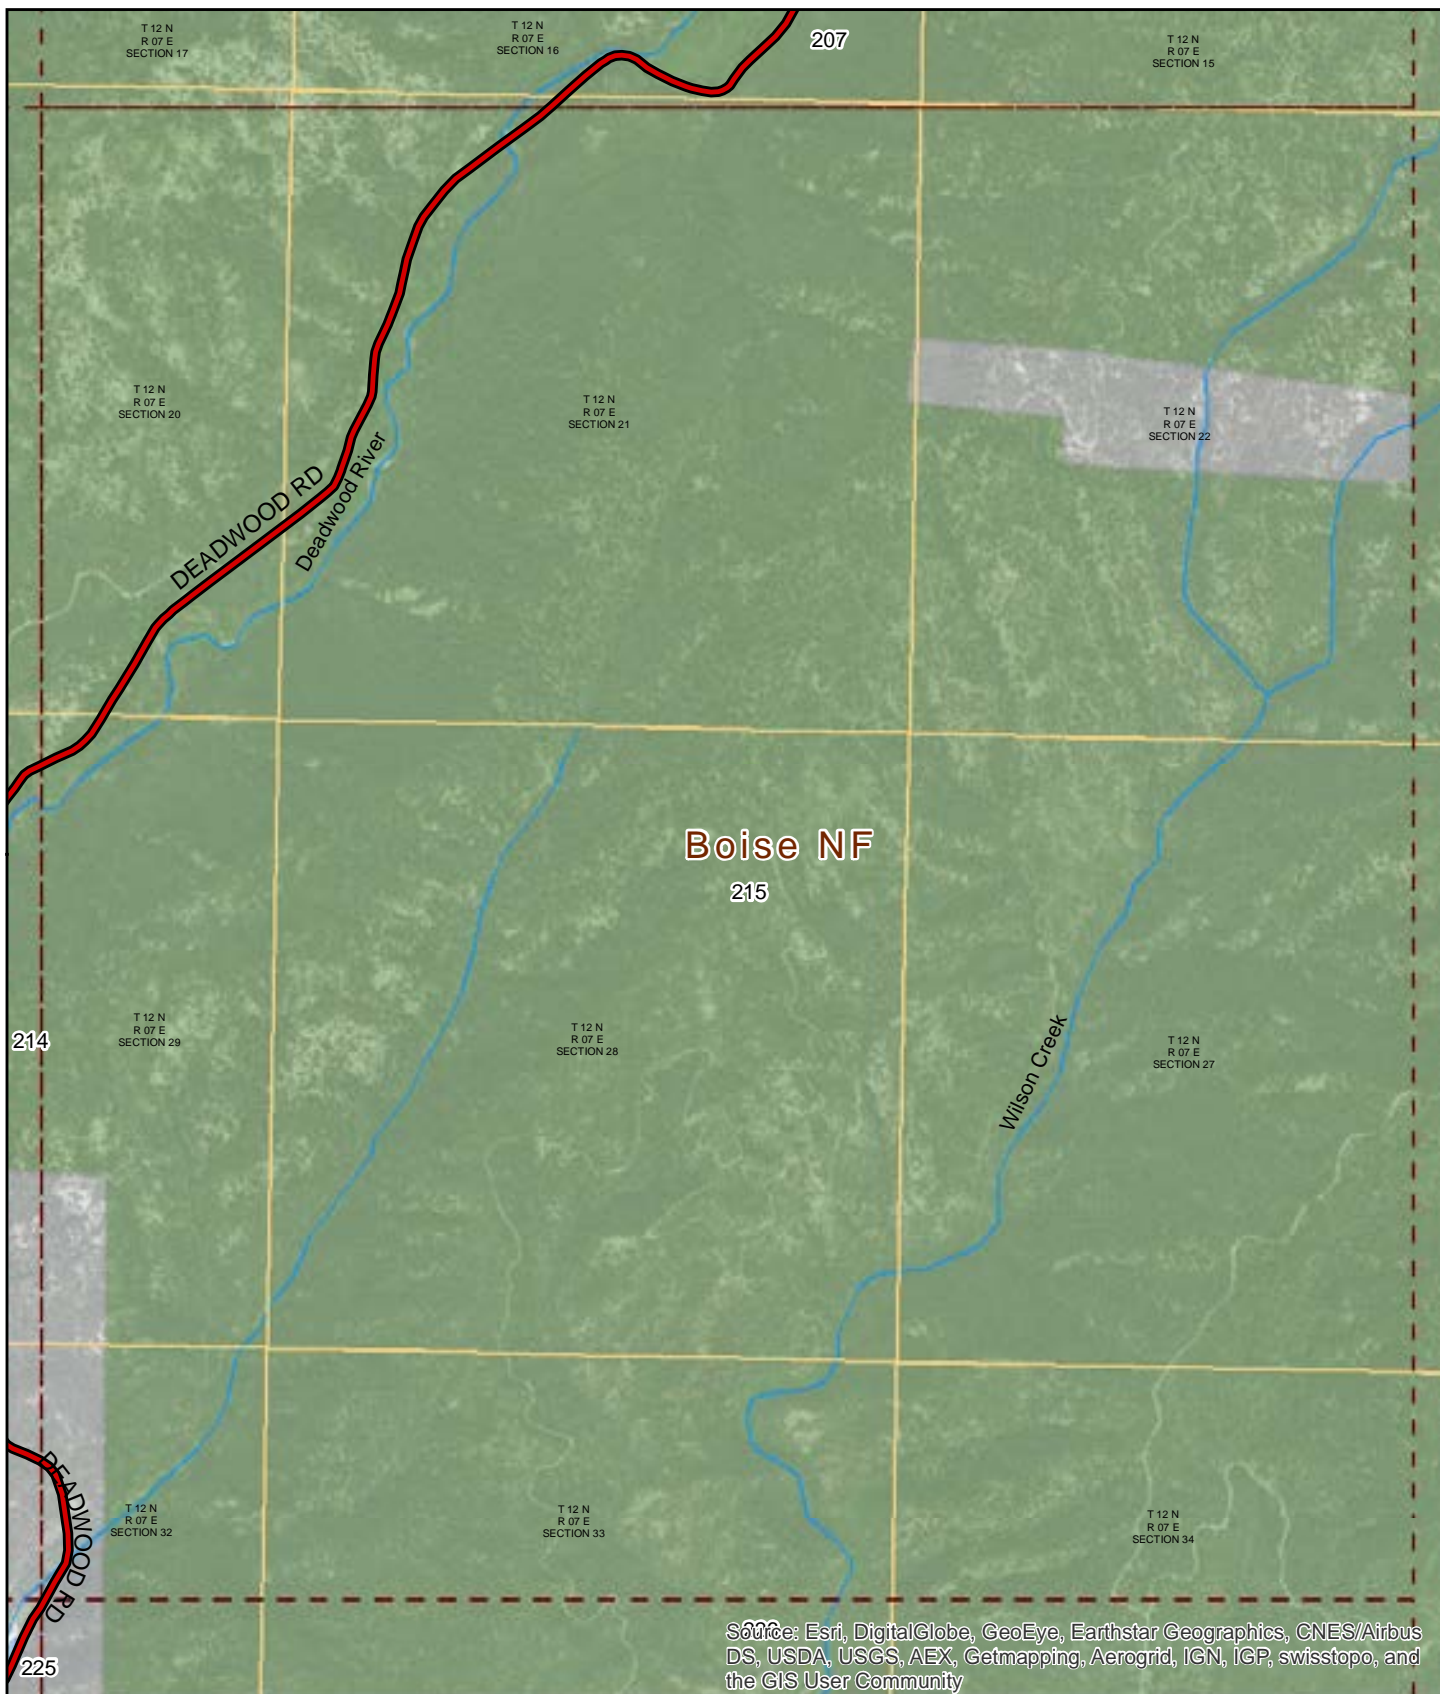 T 12 N
R 07 E
SECTION 17
T 12 N
R 07 E
SECTION 16
207
T 12 N
R 07 E
SECTION 15
T 12 N
R 07 E
SECTION 20
T 12 N
R 07 E
SECTION 21
T 12 N
R 07 E
SECTION 22
DEADWOOD RD
Deadwood River
Boise NF
215
214
T 12 N
R 07 E
SECTION 29
T 12 N
R 07 E
SECTION 28
Wilson Creek
T 12 N
R 07 E
SECTION 27
DEADWOOD RD
T 12 N
R 07 E
SECTION 32
T 12 N
R 07 E
SECTION 33
T 12 N
R 07 E
SECTION 34
225
Source: Esri, DigitalGlobe, GeoEye, Earthstar Geographics, CNES/Airbus
DS, USDA, USGS, AEX, Getmapping, Aerogrid, IGN, IGP, swisstopo, and
the GIS User Community